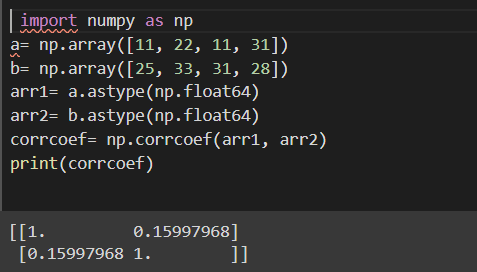 import numpy as np
a= np.array([11, 22, 11, 31])
b= np.array([25, 33, 31, 28])
arr1= a.astype(np.float64)
arr2= b.astype(np.float64)
corrcoef= np.corrcoef(arr1, arr2)
print(corrcoef)
[[1.         0.15997968]
 [0.15997968 1.        ]]